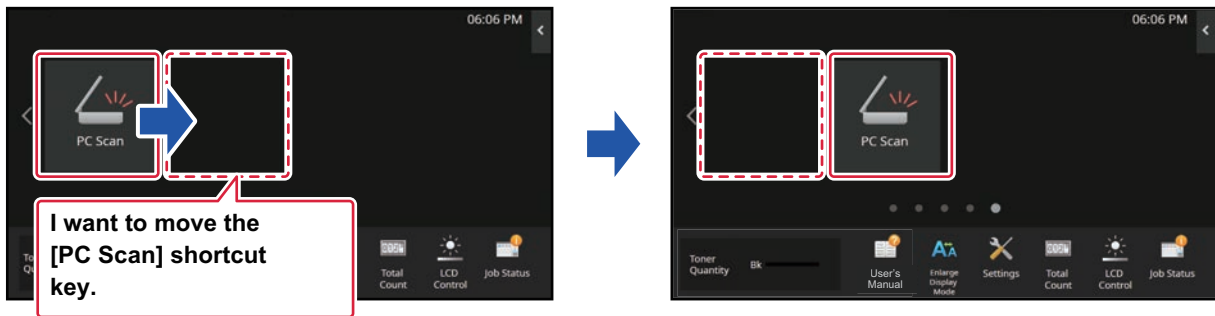 06:06 PM
PC Scan
I want to move the
[PC Scan] shortcut
key.
Total
Count
LCD
Control
Job Status
06:06 PM
PC Scan
Toner
Quantity
Bk
User's
Manual
Enlarge
Display
Mode
Settings
Total
Count
LCD
Control
Job Status